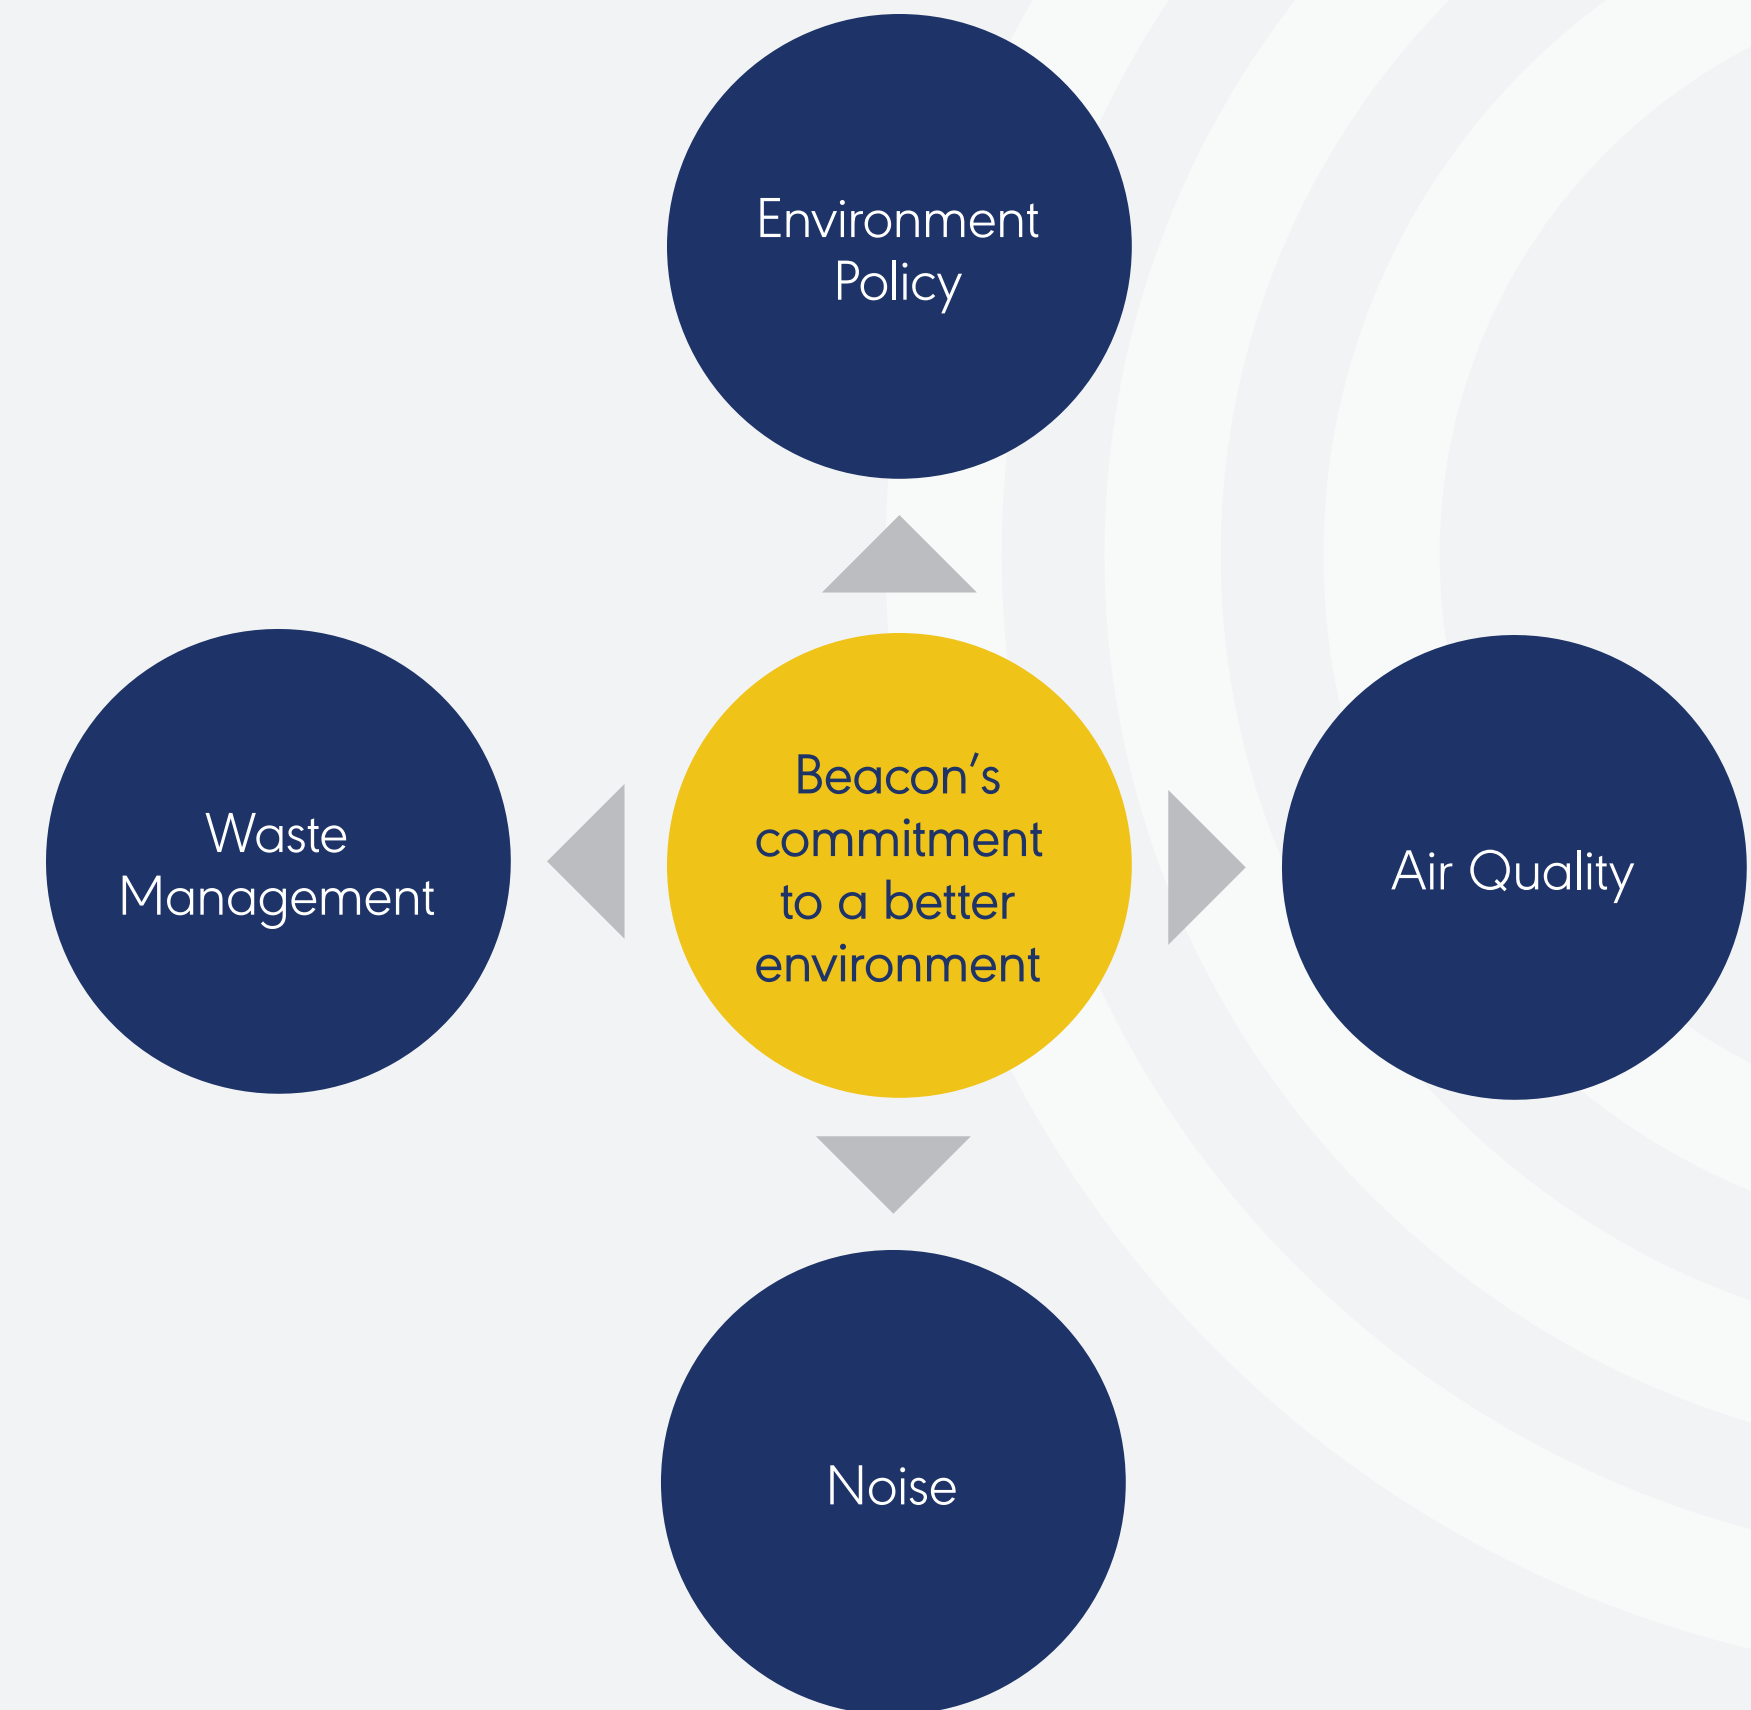 Environment
Policy
Waste
Management
Beacon’s
commitment
to a better
environment
Air Quality
Noise